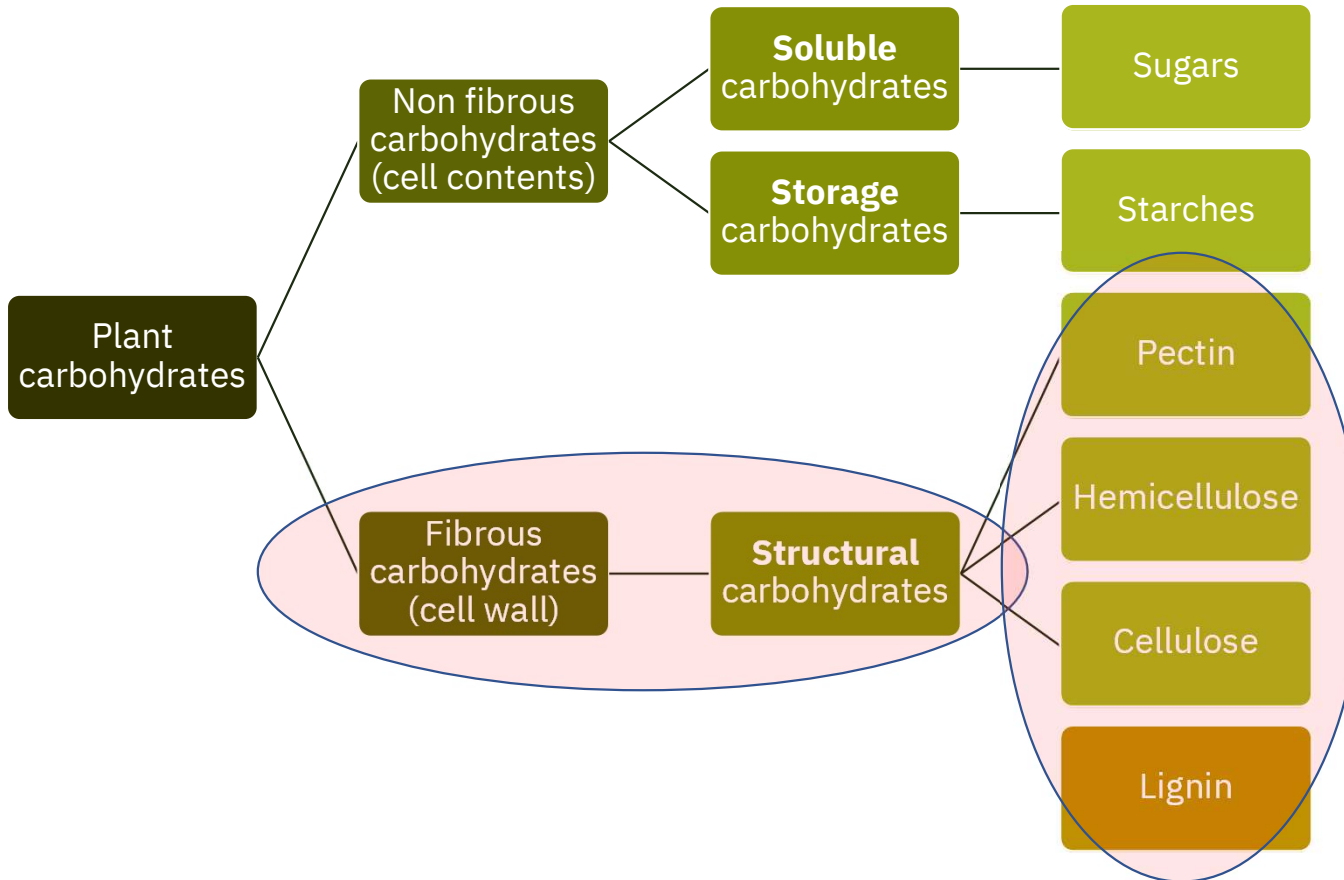 Plant
carbohydrates
Non fibrous
carbohydrates
(cell contents)
Soluble
carbohydrates
Sugars
Storage
carbohydrates
Starches
Fibrous
carbohydrates
(cell wall)
Structural
carbohydrates
Pectin
Hemicellulose
Cellulose
Lignin